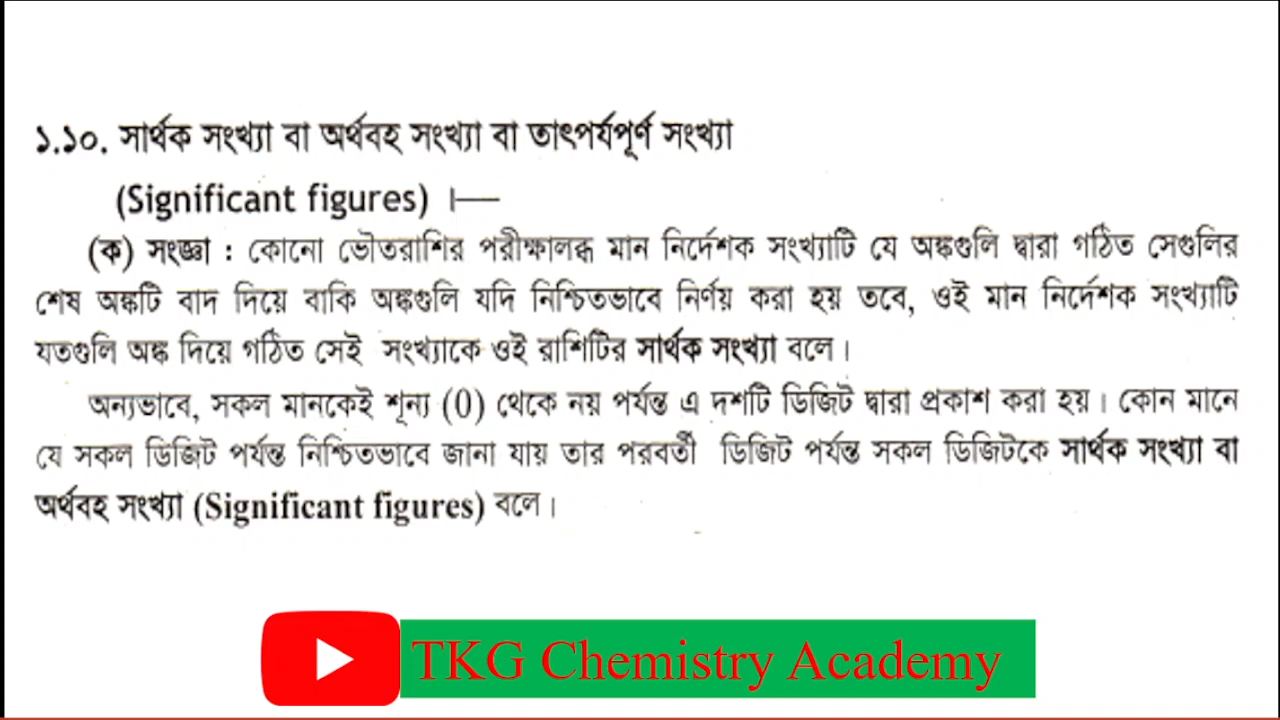 ১.১০. সার্থক সংখ্যা বা অর্থবহ সংখ্যা বা তাৎপর্যপূর্ণ সংখ্যা
(Significant figures) ।—
(ক) সংজ্ঞা : কোনো ভৌতরাশির পরীক্ষালব্ধ মান নির্দেশক সংখ্যাটি যে অঙ্কগুলি দ্বারা গঠিত সেগুলির
শেষ অঙ্কটি বাদ দিয়ে বাকি অঙ্কগুলি যদি নিশ্চিতভাবে নির্ণয় করা হয় তবে, ওই মান নির্দেশক সংখ্যাটি
যতগুলি অঙ্ক দিয়ে গঠিত সেই সংখ্যাকে ওই রাশিটির সার্থক সংখ্যা বলে।
অন্যভাবে, সকল মানকেই শূন্য (0) থেকে নয় পর্যন্ত এ দশটি ডিজিট দ্বারা প্রকাশ করা হয়। কোন মানে
যে সকল ডিজিট পর্যন্ত নিশ্চিতভাবে জানা যায় তার পরবর্তী ডিজিট পর্যন্ত সকল ডিজিটকে সার্থক সংখ্যা বা
অর্থবহ সংখ্যা (Significant figures) বলে।
TKG Chemistry Academy